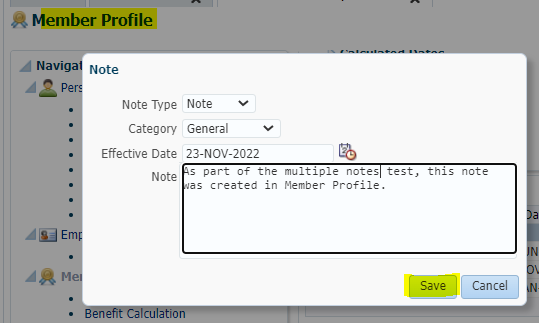 Member Profile
Calculated Dates
Navigat
Note
Pers
Note Type Note
Category General
Effective Date 23-NOV-2022
Note As part of the multiple notes test, this note
was created in Member Profile.
Emp
Mem
Save Cancel
Benefit Calculation